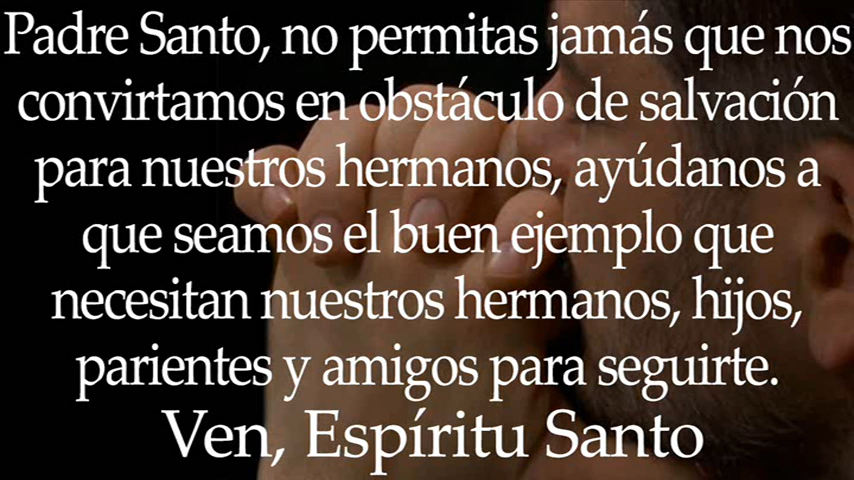 Padre Santo, no permitas jamás que nos
convirtamos en obstáculo de salvación
para nuestros hermanos, ayúdanos a
que seamos el buen ejemplo que
necesitan nuestros hermanos, hijos,
parientes y amigos para seguirte.
Ven, Espíritu Santo